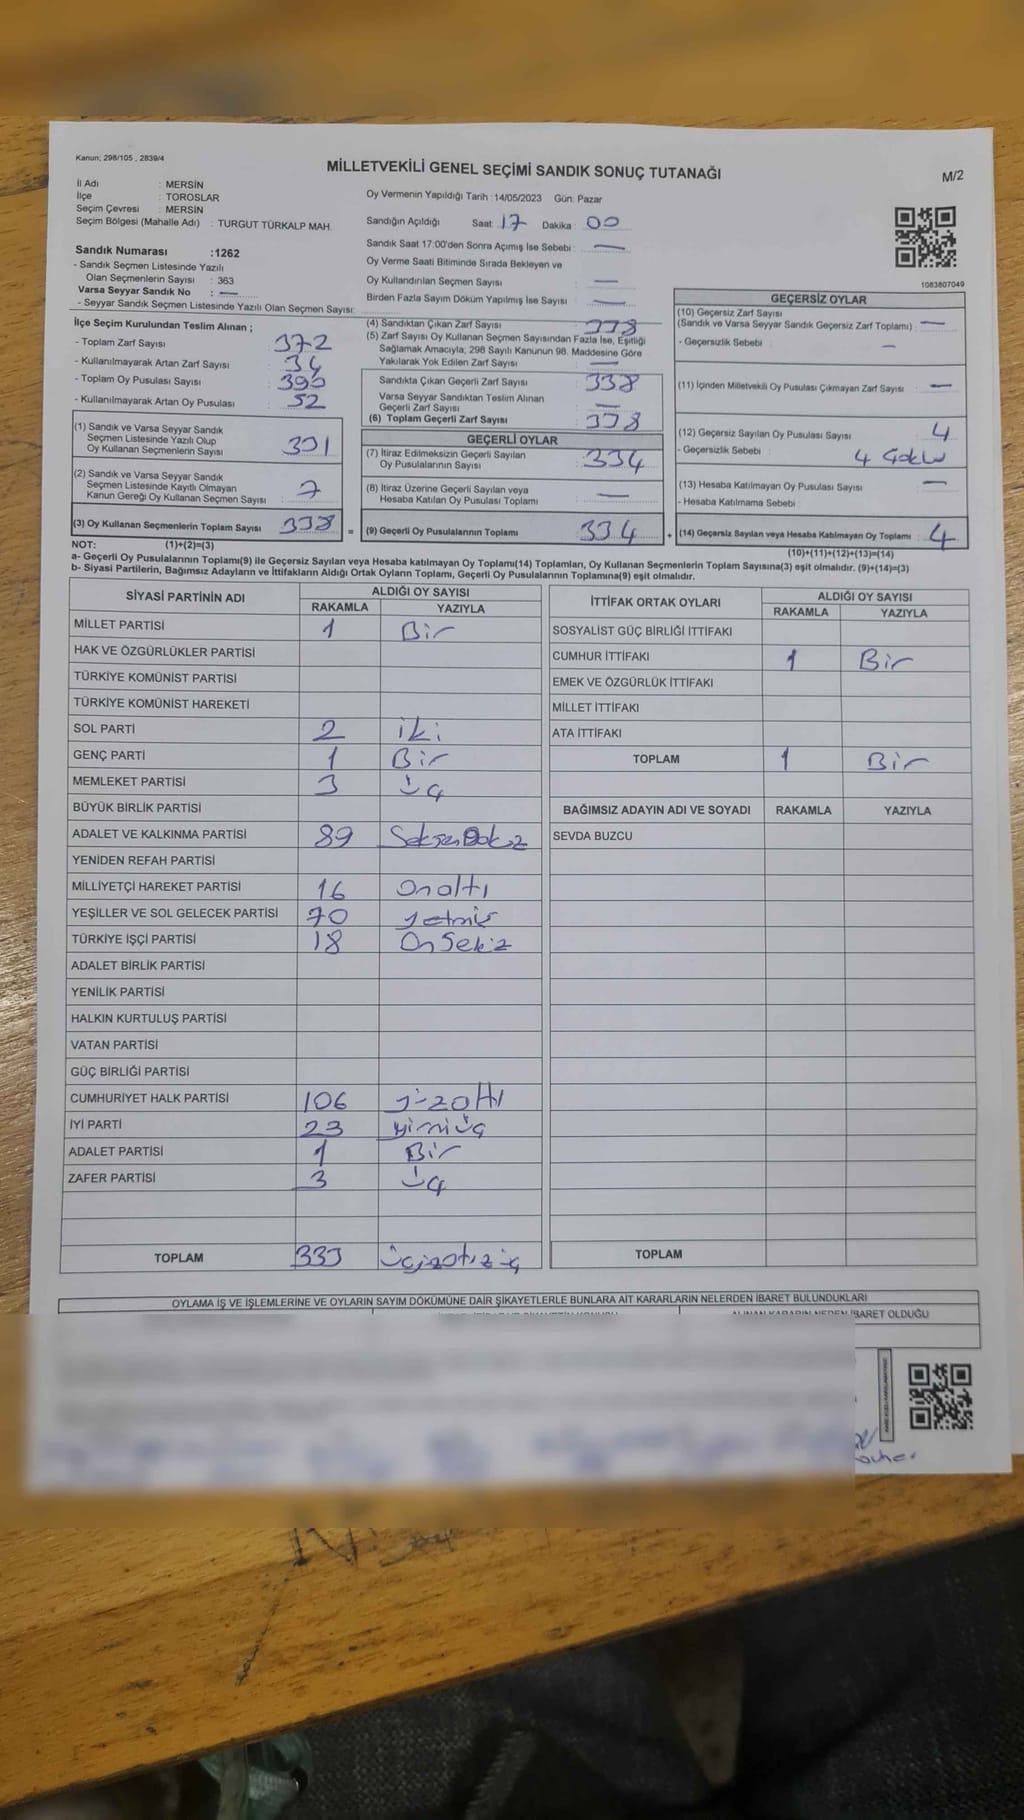 Kanun; 298/105 , 2839/4
MİLLETVEKİLİ GENEL SEÇİMİ SANDIK SONUÇ TUTANAĞI
M/2
İl Adı : MERSİN
İlçe : TOROSLAR
Seçim Çevresi : MERSİN
Seçim Bölgesi (Mahalle Adı) : TURGUT TÜRKALP MAH.
Oy Vermenin Yapıldığı Tarih : 14/05/2023 Gün: Pazar
Sandığın Açıldığı Saat: 17 Dakika : 00
Sandık Saat 17:00'den Sonra Açımış İse Sebebi : —
Oy Verme Saati Bitiminde Sırada Bekleyen ve
Oy Kullandırılan Seçmen Sayısı : —
Birden Fazla Sayım Döküm Yapılmış İse Sayısı : —
1083807049
Sandık Numarası :1262
- Sandık Seçmen Listesinde Yazılı
Olan Seçmenlerin Sayısı : 363
Varsa Seyyar Sandık No : —
- Seyyar Sandık Seçmen Listesinde Yazılı Olan Seçmen Sayısı:
İlçe Seçim Kurulundan Teslim Alınan ;
- Toplam Zarf Sayısı : 372
- Kullanılmayarak Artan Zarf Sayısı : 34
- Toplam Oy Pusulası Sayısı : 390
- Kullanılmayarak Artan Oy Pusulası : 52
(1) Sandık ve Varsa Seyyar Sandık
Seçmen Listesinde Yazılı Olup
Oy Kullanan Seçmenlerin Sayısı : 331
(2) Sandık ve Varsa Seyyar Sandık
Seçmen Listesinde Kayıtlı Olmayan
Kanun Gereği Oy Kullanan Seçmen Sayısı : 7
(3) Oy Kullanan Seçmenlerin Toplam Sayısı : 338 =
(4) Sandıktan Çıkan Zarf Sayısı : 338
(5) Zarf Sayısı Oy Kullanan Seçmen Sayısından Fazla İse, Eşitliği
Sağlamak Amacıyla, 298 Sayılı Kanunun 98. Maddesine Göre
Yakılarak Yok Edilen Zarf Sayısı : —
Sandıkta Çıkan Geçerli Zarf Sayısı : 338
Varsa Seyyar Sandıktan Teslim Alınan
Geçerli Zarf Sayısı : —
(6) Toplam Geçerli Zarf Sayısı : 338
GEÇERLİ OYLAR
(7) İtiraz Edilmeksizin Geçerli Sayılan
Oy Pusulalarının Sayısı : 334
(8) İtiraz Üzerine Geçerli Sayılan veya
Hesaba Katılan Oy Pusulası Toplamı : —
(9) Geçerli Oy Pusulalarının Toplamı : 334 +
GEÇERSİZ OYLAR
(10) Geçersiz Zarf Sayısı
(Sandık ve Varsa Seyyar Sandık Geçersiz Zarf Toplamı) : —
- Geçersizlik Sebebi : —
(11) İçinden Milletvekili Oy Pusulası Çıkmayan Zarf Sayısı : —
(12) Geçersiz Sayılan Oy Pusulası Sayısı : 4
- Geçersizlik Sebebi : 4 çoklu
(13) Hesaba Katılmayan Oy Pusulası Sayısı : —
- Hesaba Katılmama Sebebi :
(14) Geçersiz Sayılan veya Hesaba Katılmayan Oy Toplamı : 4
NOT: (1)+(2)=(3)
(10)+(11)+(12)+(13)=(14)
a- Geçerli Oy Pusulalarının Toplamı(9) ile Geçersiz Sayılan veya Hesaba katılmayan Oy Toplamı(14) Toplamları, Oy Kullanan Seçmenlerin Toplam Sayısına(3) eşit olmalıdır. (9)+(14)=(3)
b- Siyasi Partilerin, Bağımsız Adayların ve İttifakların Aldığı Ortak Oyların Toplamı, Geçerli Oy Pusulalarının Toplamına(9) eşit olmalıdır.
SİYASİ PARTİNİN ADI ALDIĞI OY SAYISI
RAKAMLA YAZIYLA
MİLLET PARTİSİ 1 Bir
HAK VE ÖZGÜRLÜKLER PARTİSİ
TÜRKİYE KOMÜNİST PARTİSİ
TÜRKİYE KOMÜNİST HAREKETİ
SOL PARTİ 2 iki
GENÇ PARTİ 1 Bir
MEMLEKET PARTİSİ 3 üç
BÜYÜK BİRLİK PARTİSİ
ADALET VE KALKINMA PARTİSİ 89 SeksenDokuz
YENİDEN REFAH PARTİSİ
MİLLİYETÇİ HAREKET PARTİSİ 16 Onaltı
YEŞİLLER VE SOL GELECEK PARTİSİ 70 yetmiş
TÜRKİYE İŞÇİ PARTİSİ 18 OnSekiz
ADALET BİRLİK PARTİSİ
YENİLİK PARTİSİ
HALKIN KURTULUŞ PARTİSİ
VATAN PARTİSİ
GÜÇ BİRLİĞİ PARTİSİ
CUMHURİYET HALK PARTİSİ 106 yüzaltı
İYİ PARTİ 23 yirmiüç
ADALET PARTİSİ 1 Bir
ZAFER PARTİSİ 3 üç
TOPLAM 333 üçyüzotuzüç
İTTİFAK ORTAK OYLARI ALDIĞI OY SAYISI
RAKAMLA YAZIYLA
SOSYALİST GÜÇ BİRLİĞİ İTTİFAKI
CUMHUR İTTİFAKI 1 Bir
EMEK VE ÖZGÜRLÜK İTTİFAKI
MİLLET İTTİFAKI
ATA İTTİFAKI
TOPLAM 1 Bir
BAĞIMSIZ ADAYIN ADI VE SOYADI RAKAMLA YAZIYLA
SEVDA BUZCU
TOPLAM
OYLAMA İŞ VE İŞLEMLERİNE VE OYLARIN SAYIM DÖKÜMÜNE DAİR ŞİKAYETLERLE BUNLARA AİT KARARLARIN NELERDEN İBARET BULUNDUKLARI
ALINAN KARARIN NEDEN İBARET OLDUĞU